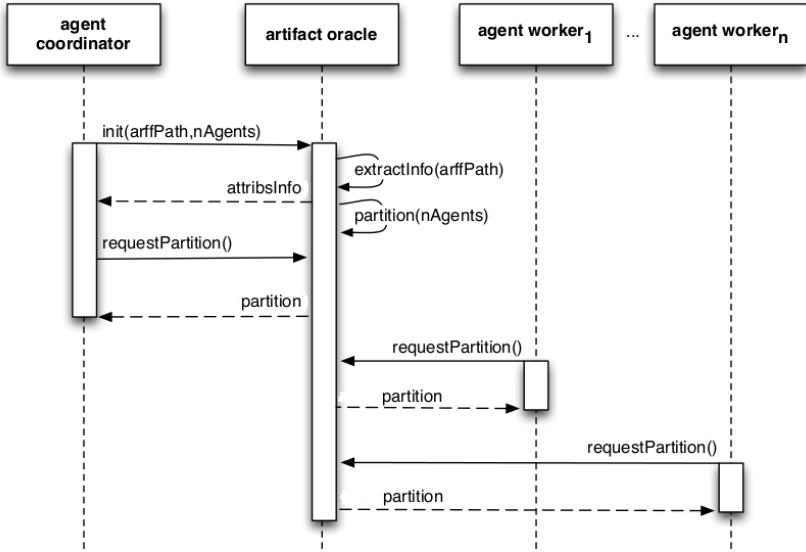 agent
coordinator
artifact oracle
agent worker1
...
agent workern
init(arffPath,nAgents)
extractInfo(arffPath)
attribsInfo
partition(nAgents)
requestPartition()
partition
requestPartition()
partition
requestPartition()
partition